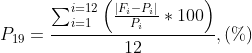 P_{19} = \frac{\sum_{i=1}^{i=12} \left( \frac{|F_i - P_i|}{P_i} * 100 \right)}{12}, (\%)